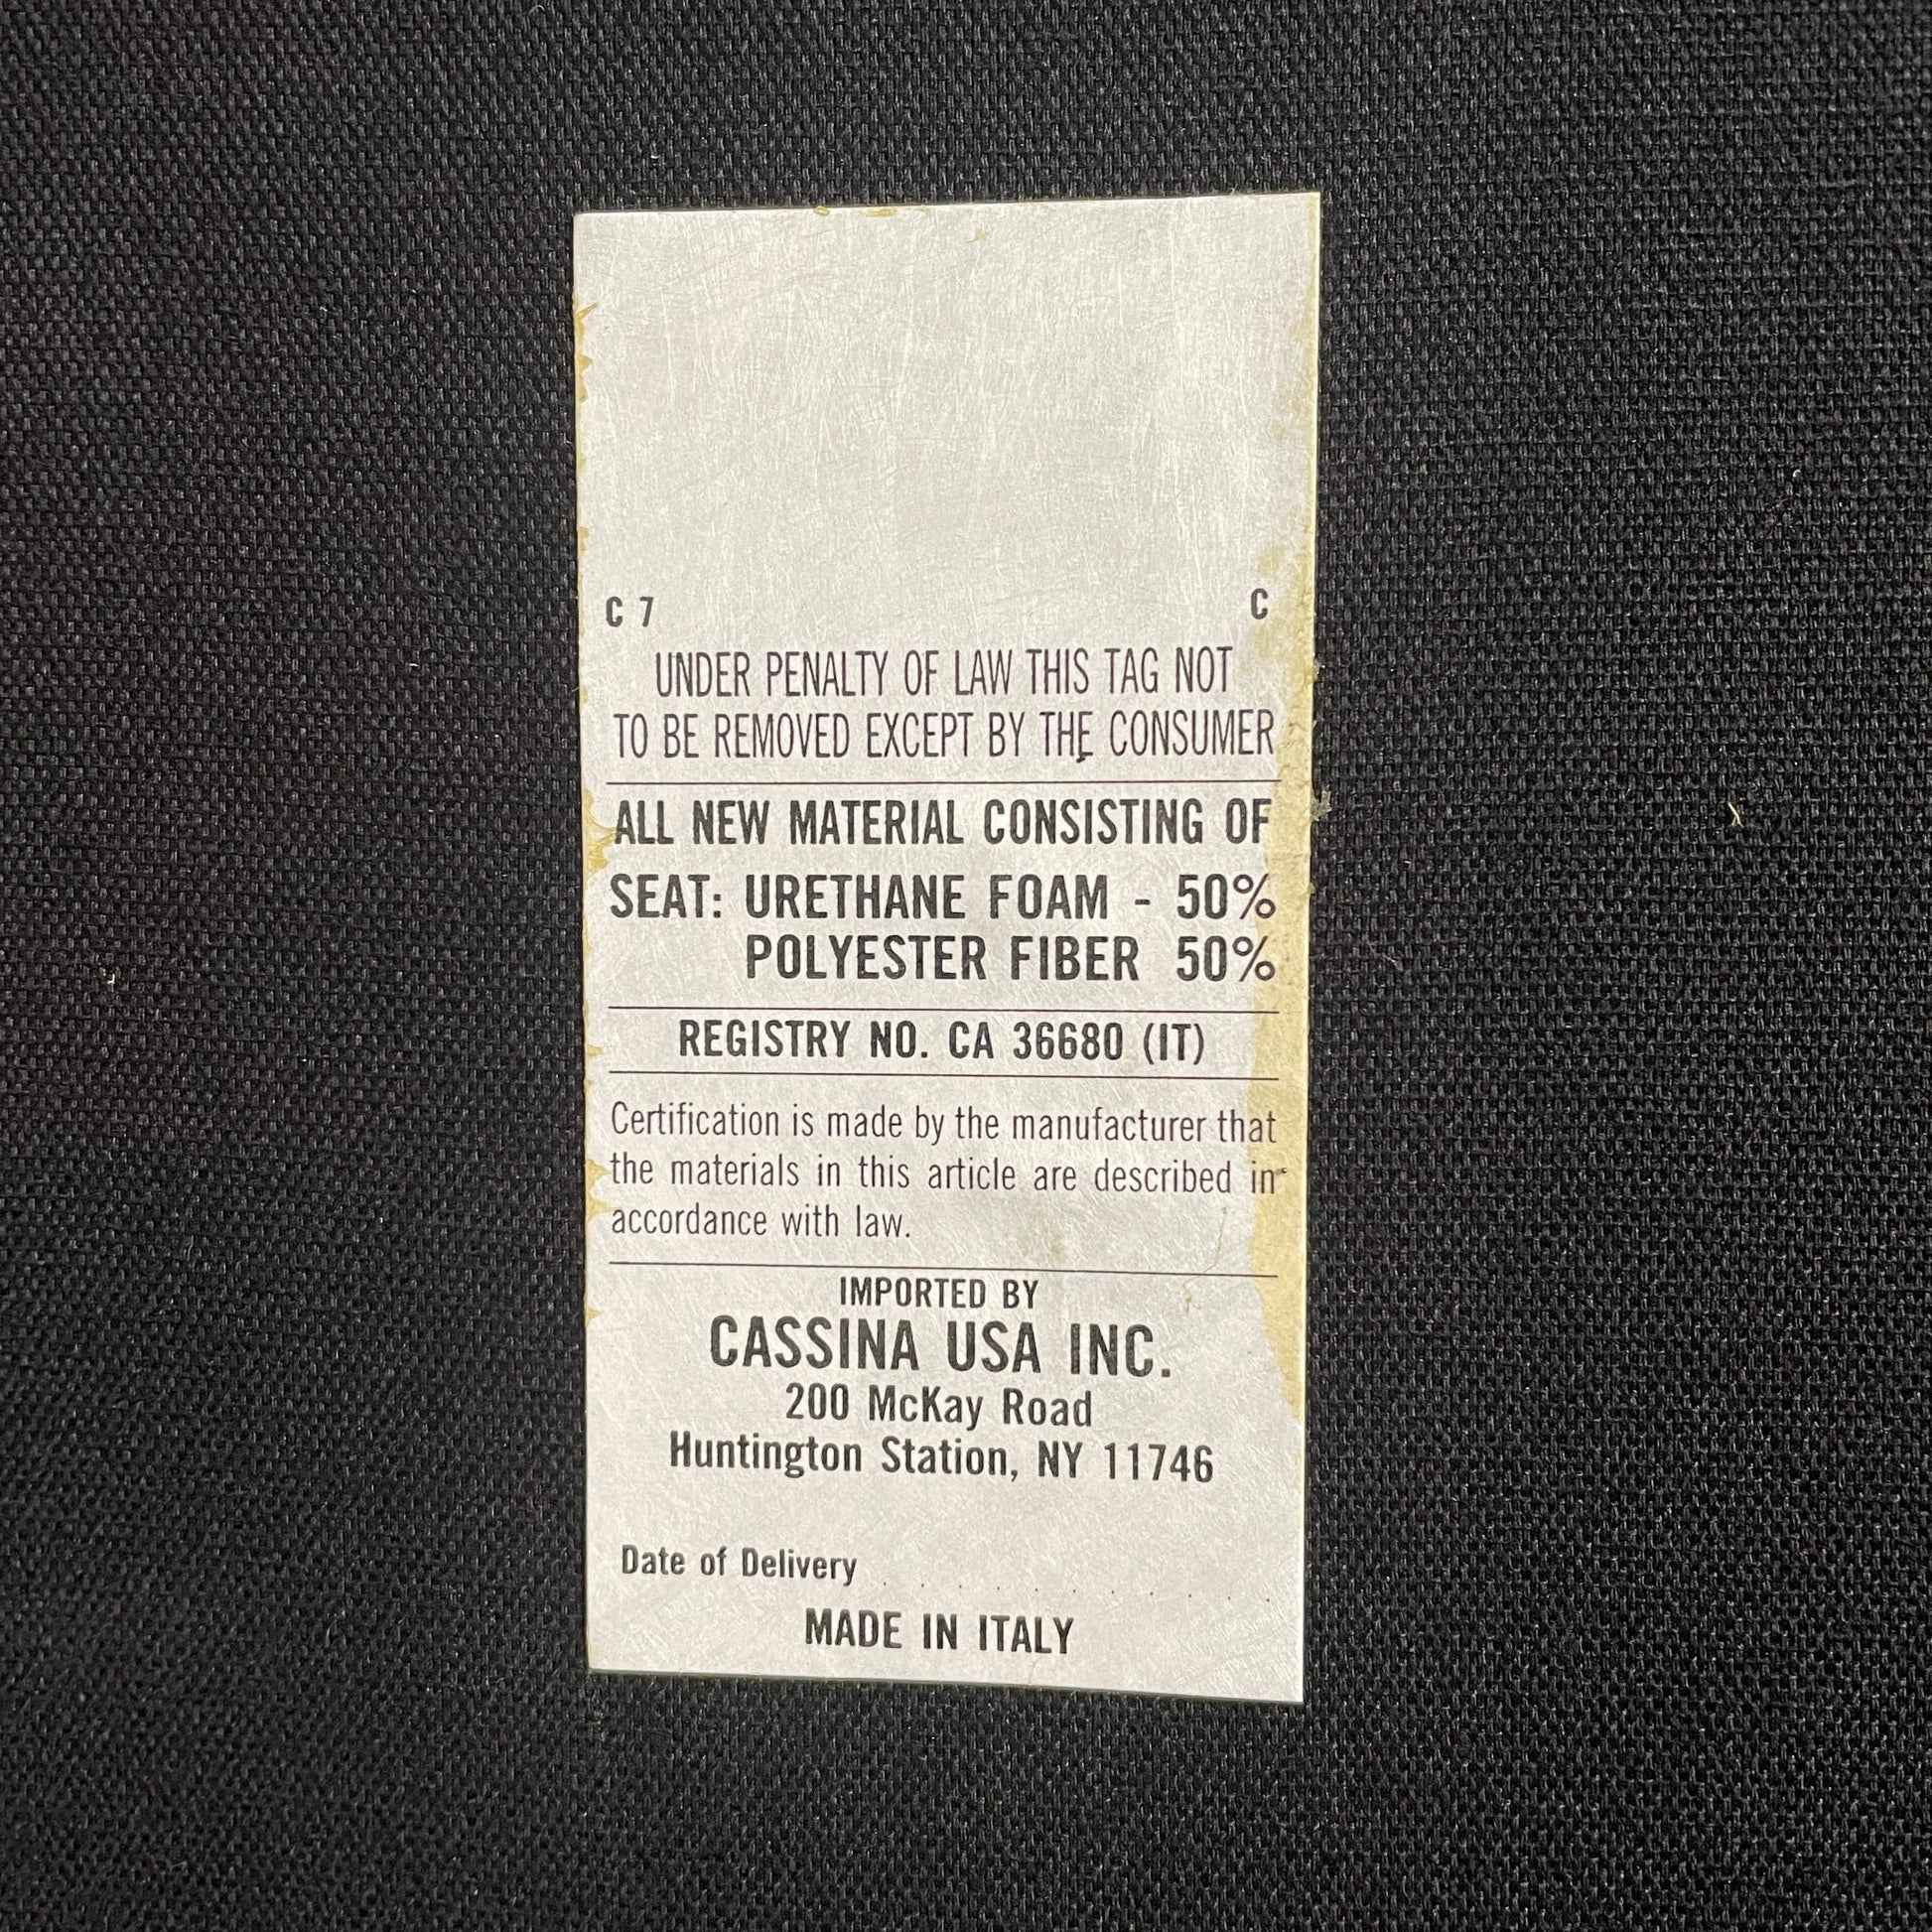 C 7 C
UNDER PENALTY OF LAW THIS TAG NOT
TO BE REMOVED EXCEPT BY THE CONSUMER
ALL NEW MATERIAL CONSISTING OF
SEAT: URETHANE FOAM - 50%
POLYESTER FIBER 50%
REGISTRY NO. CA 36680 (IT)
Certification is made by the manufacturer that
the materials in this article are described in
accordance with law.
IMPORTED BY
CASSINA USA INC.
200 McKay Road
Huntington Station, NY 11746
Date of Delivery . . . . . . . . . . .
MADE IN ITALY